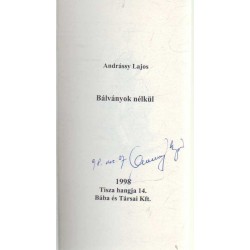 Andrássy Lajos
Bálványok nélkül
1998
Tisza hangja 14.
Bába és Társai Kft.